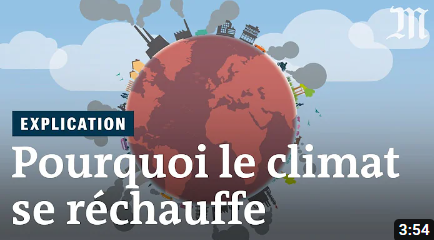 M
EXPLICATION
Pourquoi le climat
se réchauffe
3:54